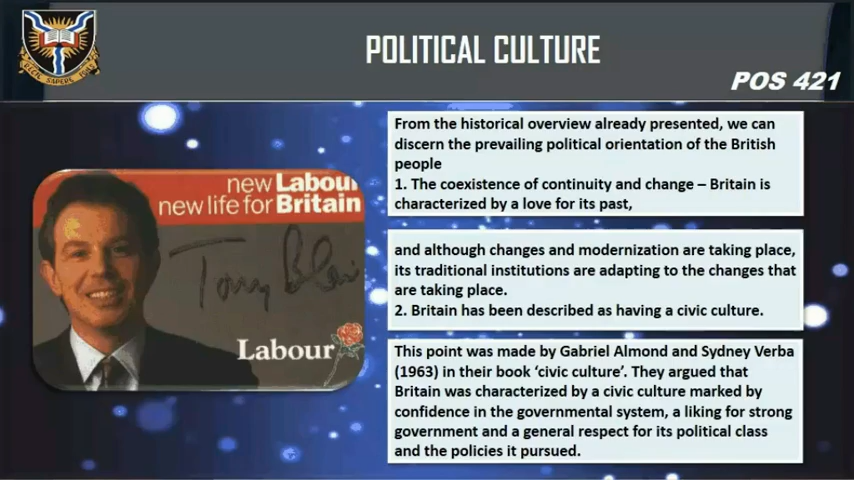 POLITICAL CULTURE
POS 421
new Labour
new life for Britain
Tony Blair
Labour
From the historical overview already presented, we can
discern the prevailing political orientation of the British
people
1. The coexistence of continuity and change – Britain is
characterized by a love for its past,
and although changes and modernization are taking place,
its traditional institutions are adapting to the changes that
are taking place.
2. Britain has been described as having a civic culture.
This point was made by Gabriel Almond and Sydney Verba
(1963) in their book ‘civic culture’. They argued that
Britain was characterized by a civic culture marked by
confidence in the governmental system, a liking for strong
government and a general respect for its political class
and the policies it pursued.